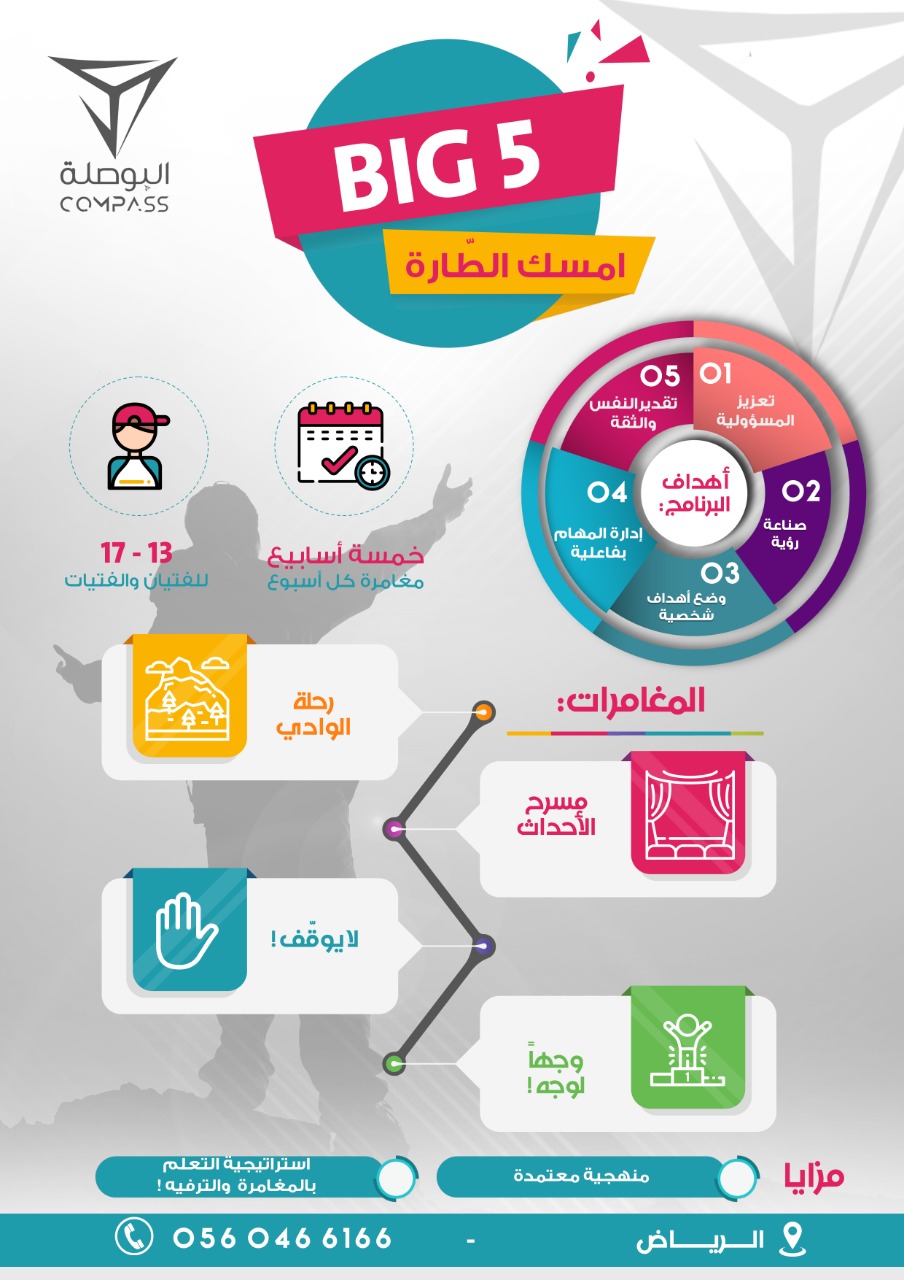 البوصلة
COMPASS
BIG 5
امسك الطّارة
أهداف
البرنامج:
01
تعزيز
المسؤولية
02
صناعة
رؤية
03
وضع أهداف
شخصية
04
إدارة المهام
بفاعلية
05
تقدير النفس
والثقة
خمسة أسابيع
مغامرة كل أسبوع
13 - 17
للفتيان والفتيات
المغامرات:
رحلة
الوادي
مسرح
الأحداث
لايوقّف!
وجهاً
لوجه!
1
مزايا
منهجية معتمدة
استراتيجية التعلم
بالمغامرة والترفيه!
الـــريـــــاض
-
056 046 6166